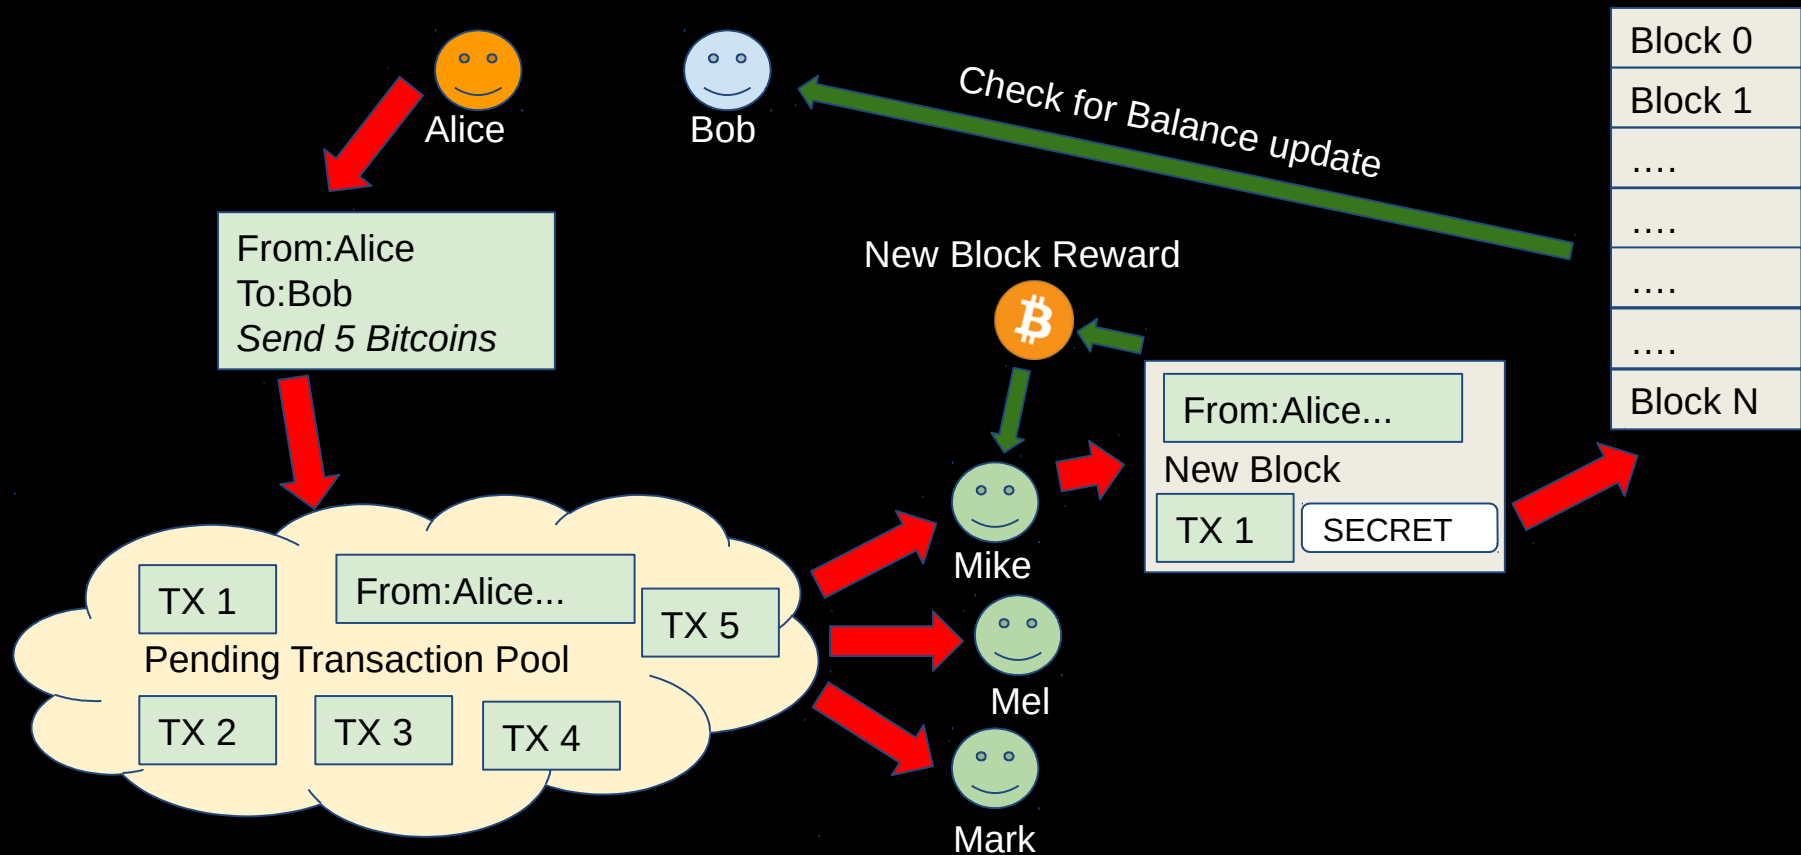 Alice
Bob
Check for Balance update
Block 0
Block 1
....
....
....
....
Block N
From:Alice
To:Bob
Send 5 Bitcoins
New Block Reward
From:Alice...
New Block
TX 1
SECRET
Mike
Mel
Mark
TX 1
From:Alice...
TX 5
Pending Transaction Pool
TX 2
TX 3
TX 4